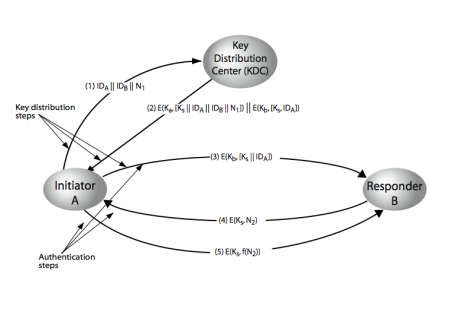 Key
Distribution
Center (KDC)
(1) IDA || IDB || N1
Key distribution
steps
(2) E(Ka, [Ks || IDA || IDB || N1]) || E(Kb, [Ks, IDA])
(3) E(Kb, [Ks || IDA])
Initiator
A
Responder
B
(4) E(Ks, N2)
(5) E(Ks, f(N2))
Authentication
steps